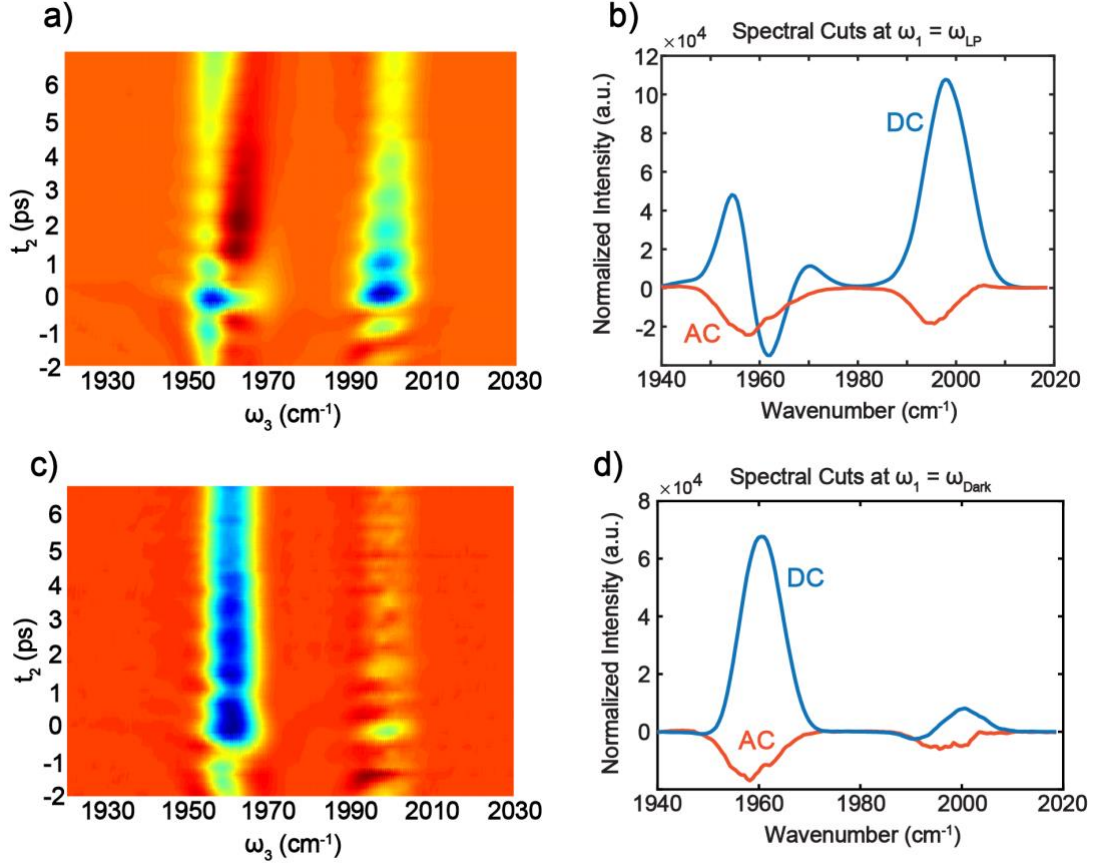 a)
6
5
4
3
2
1
0
-1
-2
t2 (ps)
1930 1950 1970 1990 2010 2030
ω3 (cm-1)
b)
Spectral Cuts at ω1 = ωLP
×10⁴
12
10
8
6
4
2
0
-2
Normalized Intensity (a.u.)
DC
AC
1940 1960 1980 2000 2020
Wavenumber (cm-1)
c)
6
5
4
3
2
1
0
-1
-2
t2 (ps)
1930 1950 1970 1990 2010 2030
ω3 (cm-1)
d)
Spectral Cuts at ω1 = ωDark
×10⁴
8
6
4
2
0
Normalized Intensity (a.u.)
DC
AC
1940 1960 1980 2000 2020
Wavenumber (cm-1)